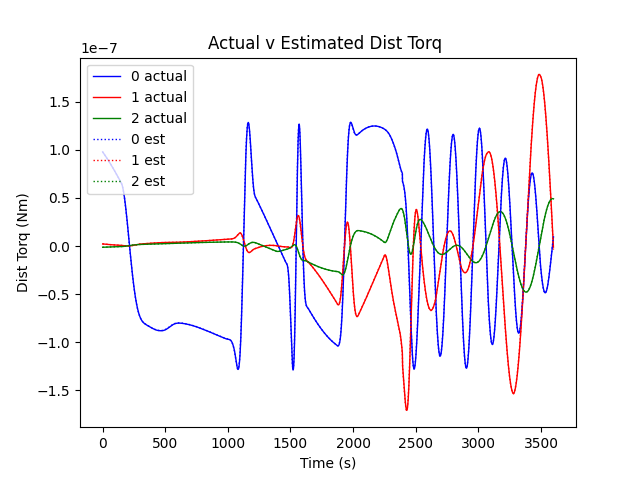 Actual v Estimated Dist Torq
1e−7
0 actual
1 actual
2 actual
0 est
1 est
2 est
1.5
1.0
0.5
0.0
−0.5
−1.0
−1.5
Dist Torq (Nm)
0 500 1000 1500 2000 2500 3000 3500
Time (s)